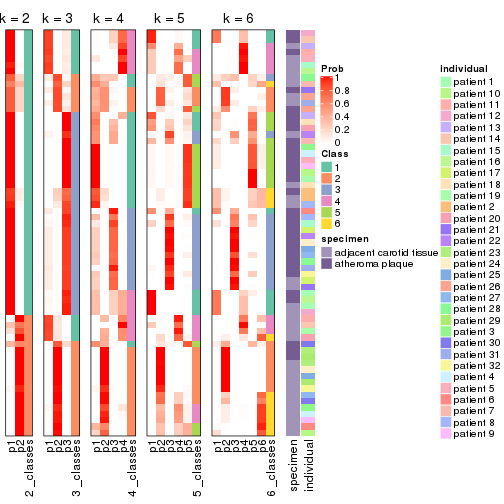 k = 2 k = 3 k = 4 k = 5 k = 6
Prob
1
0.8
0.6
0.4
0.2
0
Class
1
2
3
4
5
6
specimen
adjacent carotid tissue
atheroma plaque
individual
patient 1
patient 10
patient 11
patient 12
patient 13
patient 14
patient 15
patient 16
patient 17
patient 18
patient 19
patient 2
patient 20
patient 21
patient 22
patient 23
patient 24
patient 25
patient 26
patient 27
patient 28
patient 29
patient 3
patient 30
patient 31
patient 32
patient 4
patient 5
patient 6
patient 7
patient 8
patient 9
p1
p2
2_classes
p1
p2
p3
3_classes
p1
p2
p3
p4
4_classes
p1
p2
p3
p4
p5
5_classes
p1
p2
p3
p4
p5
p6
6_classes
specimen
individual